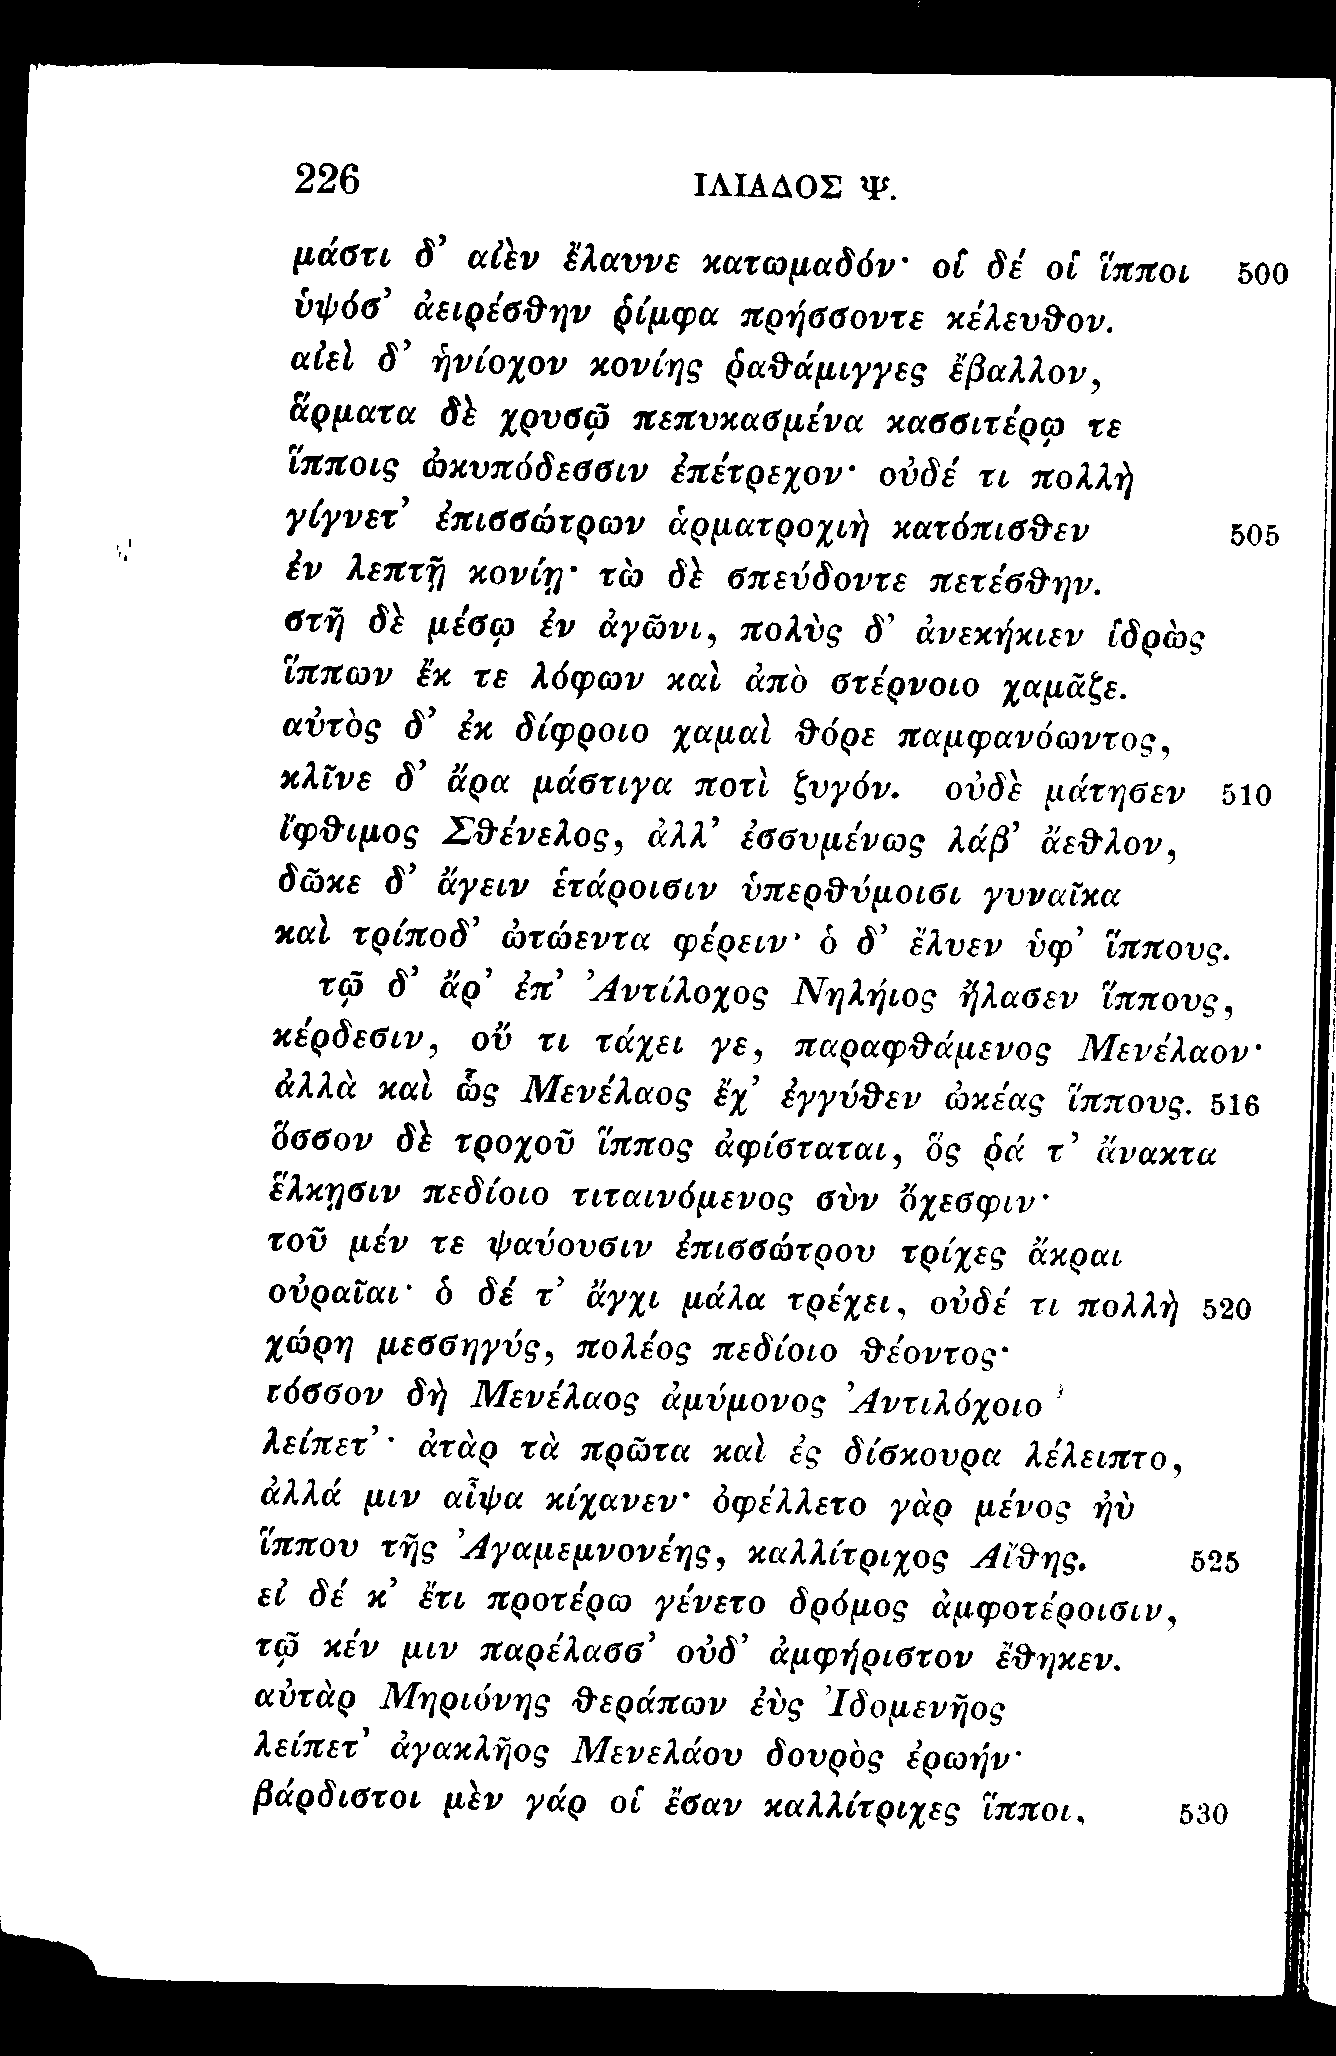 226 ΙΛΙΑΔΟΣ Ψ.
μάστι δ’ αἰὲν ἔλαυνε κατωμαδόν· οἱ δέ οἱ ἵπποι 500
ὑψόσ’ ἀειρέσθην ῥίμφα πρήσσοντε κέλευθον.
αἰεὶ δ’ ἡνίοχον κονίης ῥαθάμιγγες ἔβαλλον,
ἅρματα δὲ χρυσῷ πεπυκασμένα κασσιτέρῳ τε
ἵπποις ὠκυπόδεσσιν ἐπέτρεχον· οὐδέ τι πολλὴ
γίγνετ’ ἐπισσώτρων ἁρματροχιὴ κατόπισθεν 505
ἐν λεπτῇ κονίῃ· τὼ δὲ σπεύδοντε πετέσθην.
στῆ δὲ μέσῳ ἐν ἀγῶνι, πολὺς δ’ ἀνεκήκιεν ἱδρὼς
ἵππων ἔκ τε λόφων καὶ ἀπὸ στέρνοιο χαμᾶζε.
αὐτὸς δ’ ἐκ δίφροιο χαμαὶ θόρε παμφανόωντος,
κλῖνε δ’ ἄρα μάστιγα ποτὶ ζυγόν. οὐδὲ μάτησεν 510
ἴφθιμος Σθένελος, ἀλλ’ ἐσσυμένως λάβ’ ἄεθλον,
δῶκε δ’ ἄγειν ἑτάροισιν ὑπερθύμοισι γυναῖκα
καὶ τρίποδ’ ὠτώεντα φέρειν· ὁ δ’ ἔλυεν ὑφ’ ἵππους.
τῷ δ’ ἄρ’ ἐπ’ Ἀντίλοχος Νηλήιος ἤλασεν ἵππους,
κέρδεσιν, οὔ τι τάχει γε, παραφθάμενος Μενέλαον·
ἀλλὰ καὶ ὧς Μενέλαος ἔχ’ ἐγγύθεν ὠκέας ἵππους. 516
ὅσσον δὲ τροχοῦ ἵππος ἀφίσταται, ὅς ῥά τ’ ἄνακτα
ἕλκῃσιν πεδίοιο τιταινόμενος σὺν ὄχεσφιν·
τοῦ μέν τε ψαύουσιν ἐπισσώτρου τρίχες ἄκραι
οὐραῖαι· ὁ δέ τ’ ἄγχι μάλα τρέχει, οὐδέ τι πολλὴ 520
χώρη μεσσηγύς, πολέος πεδίοιο θέοντος·
τόσσον δὴ Μενέλαος ἀμύμονος Ἀντιλόχοιο
λείπετ’· ἀτὰρ τὰ πρῶτα καὶ ἐς δίσκουρα λέλειπτο,
ἀλλά μιν αἶψα κίχανεν· ὀφέλλετο γὰρ μένος ἠὺ
ἵππου τῆς Ἀγαμεμνονέης, καλλίτριχος Αἴθης. 525
εἰ δέ κ’ ἔτι προτέρω γένετο δρόμος ἀμφοτέροισιν,
τῷ κέν μιν παρέλασσ’ οὐδ’ ἀμφήριστον ἔθηκεν.
αὐτὰρ Μηριόνης θεράπων ἐὺς Ἰδομενῆος
λείπετ’ ἀγακλῆος Μενελάου δουρὸς ἐρωήν·
βάρδιστοι μὲν γάρ οἱ ἔσαν καλλίτριχες ἵπποι, 530